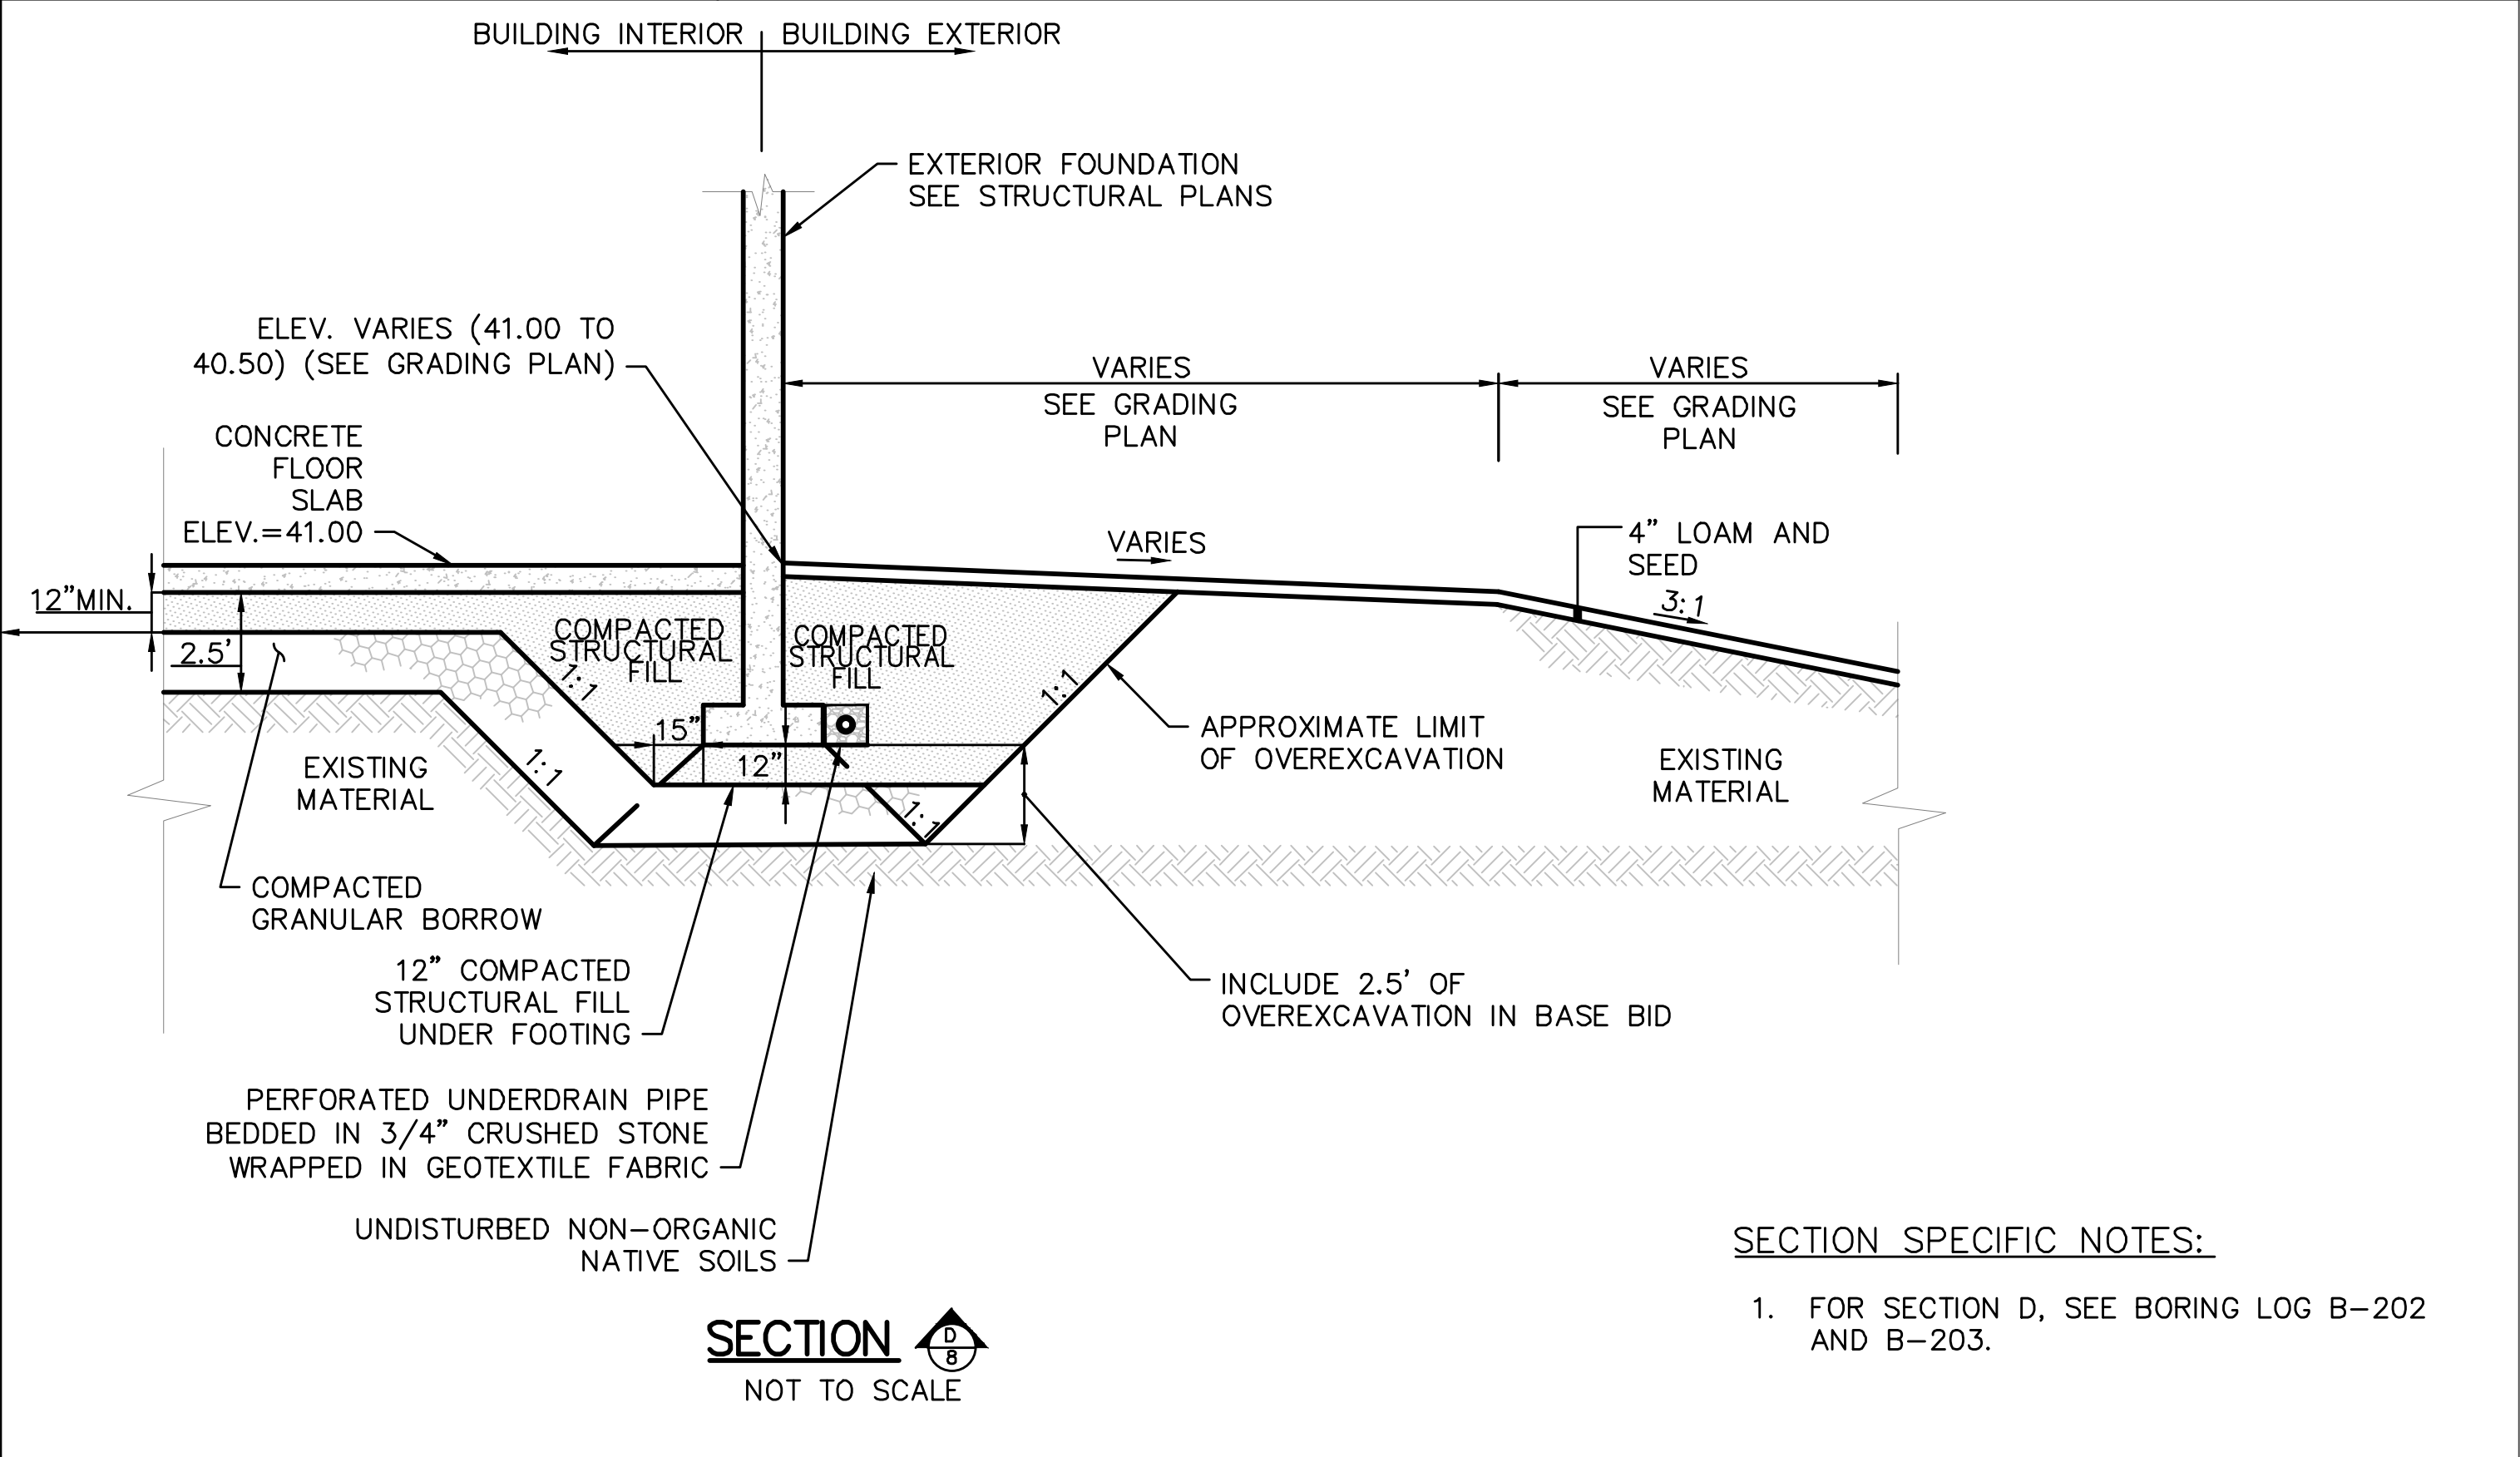 BUILDING INTERIOR
BUILDING EXTERIOR
EXTERIOR FOUNDATION
SEE STRUCTURAL PLANS
ELEV. VARIES (41.00 TO
40.50) (SEE GRADING PLAN)
VARIES
SEE GRADING
PLAN
VARIES
SEE GRADING
PLAN
CONCRETE
FLOOR
SLAB
ELEV.=41.00
VARIES
4" LOAM AND
SEED
3:1
12"MIN.
2.5'
COMPACTED
STRUCTURAL
FILL
COMPACTED
STRUCTURAL
FILL
1:1
1:1
15"
12"
1:1
1:1
APPROXIMATE LIMIT
OF OVEREXCAVATION
EXISTING
MATERIAL
EXISTING
MATERIAL
COMPACTED
GRANULAR BORROW
12" COMPACTED
STRUCTURAL FILL
UNDER FOOTING
INCLUDE 2.5' OF
OVEREXCAVATION IN BASE BID
PERFORATED UNDERDRAIN PIPE
BEDDED IN 3/4" CRUSHED STONE
WRAPPED IN GEOTEXTILE FABRIC
UNDISTURBED NON-ORGANIC
NATIVE SOILS
SECTION
D
8
NOT TO SCALE
SECTION SPECIFIC NOTES:
1. FOR SECTION D, SEE BORING LOG B-202
AND B-203.